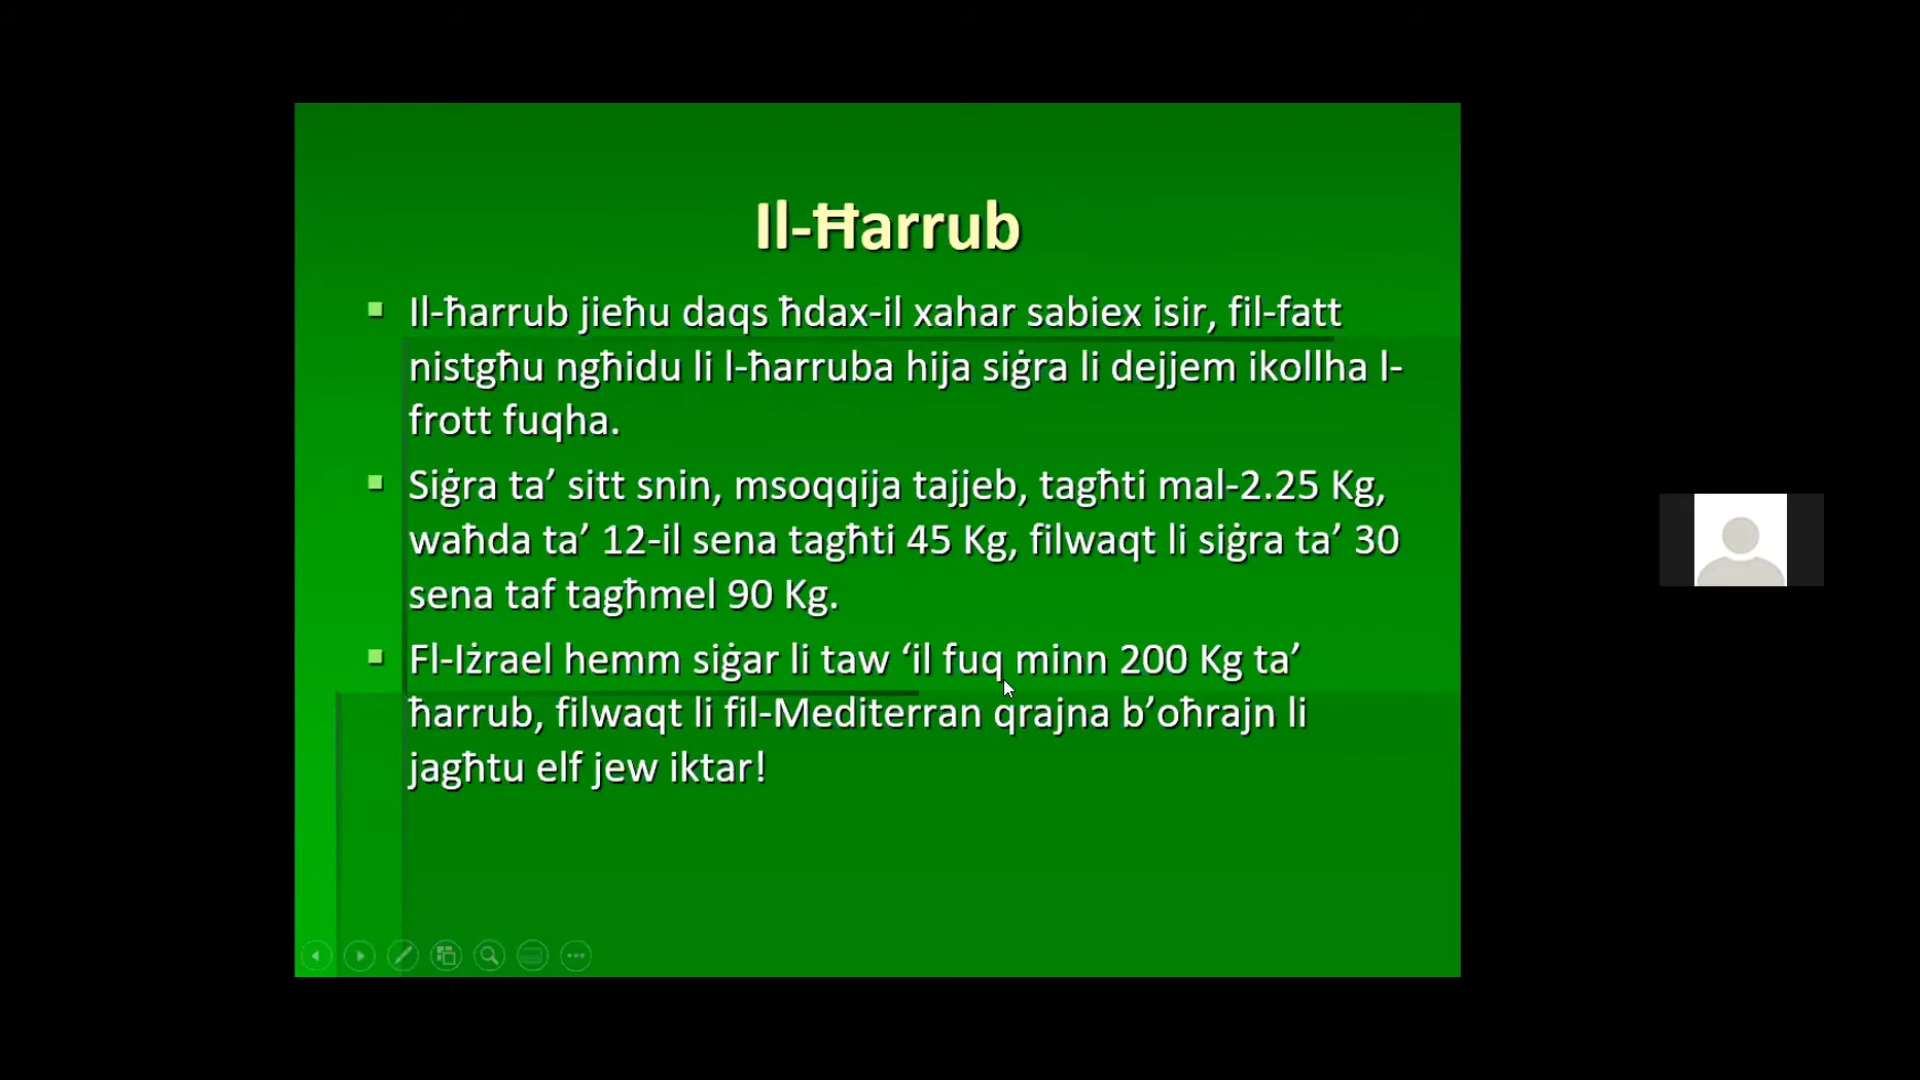 Il-Ħarrub
Il-ħarrub jieħu daqs ħdax-il xahar sabiex isir, fil-fatt
nistgħu ngħidu li l-ħarruba hija siġra li dejjem ikollha l-
frott fuqha.
Siġra ta’ sitt snin, msoqqija tajjeb, tagħti mal-2.25 Kg,
waħda ta’ 12-il sena tagħti 45 Kg, filwaqt li siġra ta’ 30
sena taf tagħmel 90 Kg.
Fl-Iżrael hemm siġar li taw ‘il fuq minn 200 Kg ta’
ħarrub, filwaqt li fil-Mediterran qrajna b’oħrajn li
jagħtu elf jew iktar!